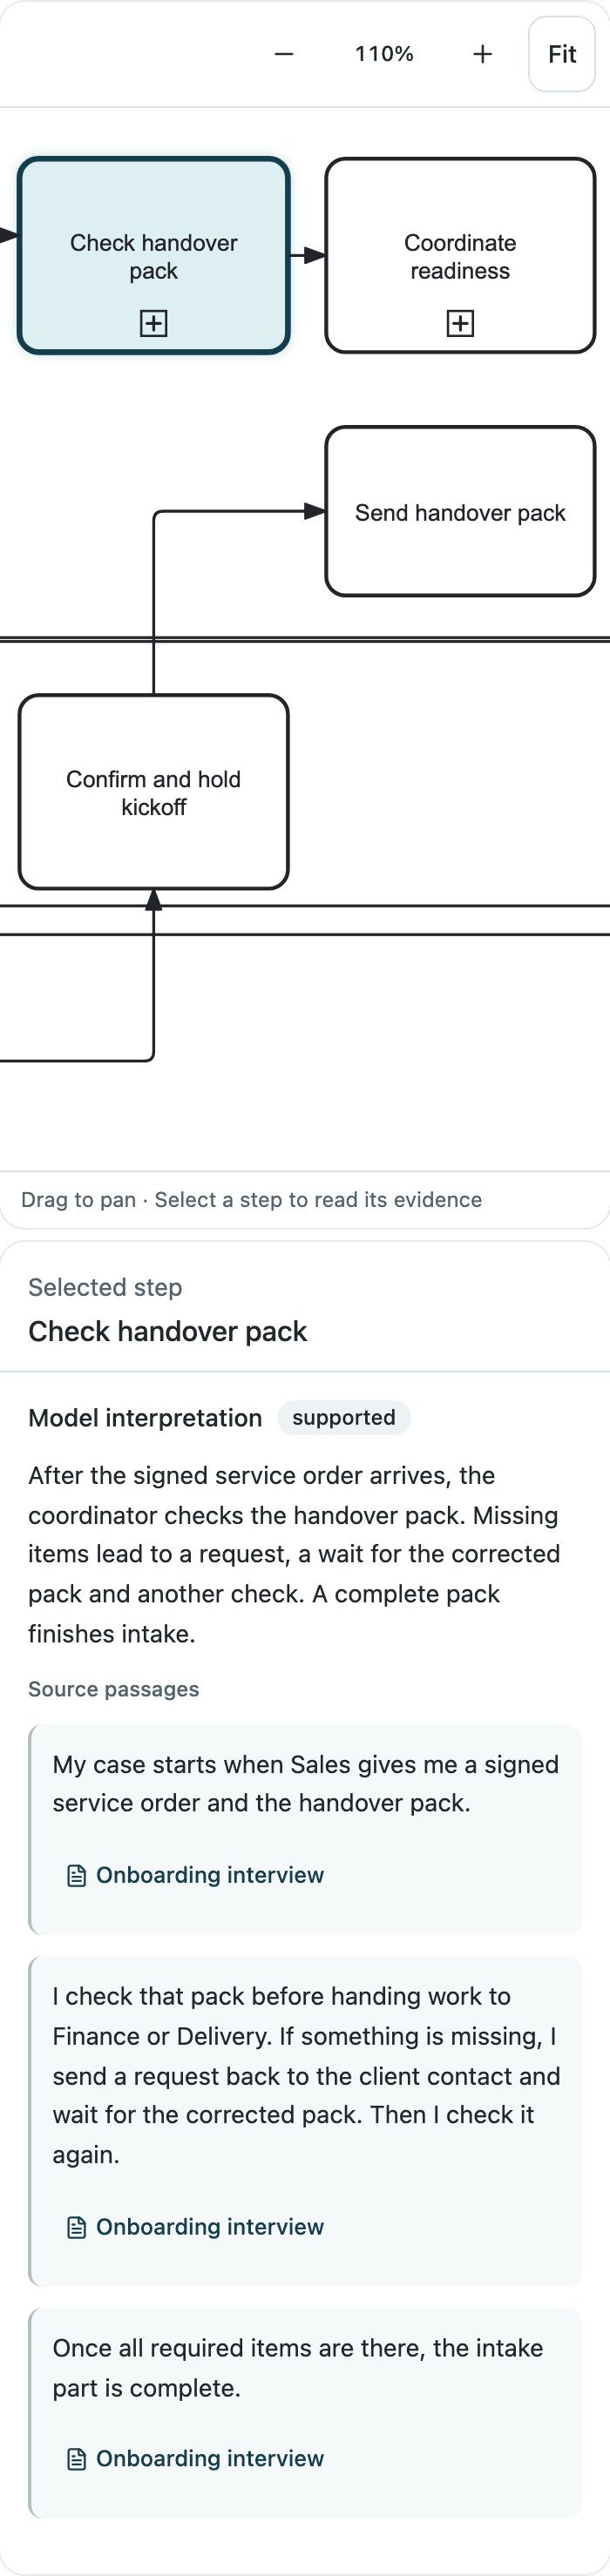 110%
Fit
Check handover
pack
Coordinate
readiness
Send handover pack
Confirm and hold
kickoff
Drag to pan · Select a step to read its evidence
Selected step
Check handover pack
Model interpretation supported
After the signed service order arrives, the
coordinator checks the handover pack. Missing
items lead to a request, a wait for the corrected
pack and another check. A complete pack
finishes intake.
Source passages
My case starts when Sales gives me a signed
service order and the handover pack.
Onboarding interview
I check that pack before handing work to
Finance or Delivery. If something is missing, I
send a request back to the client contact and
wait for the corrected pack. Then I check it
again.
Onboarding interview
Once all required items are there, the intake
part is complete.
Onboarding interview